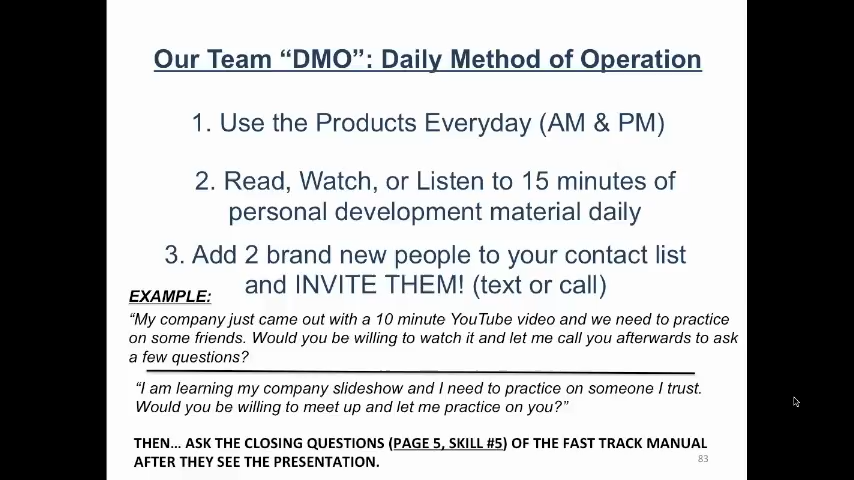 Our Team “DMO”: Daily Method of Operation
1. Use the Products Everyday (AM & PM)
2. Read, Watch, or Listen to 15 minutes of
personal development material daily
3. Add 2 brand new people to your contact list
and INVITE THEM! (text or call)
EXAMPLE:
“My company just came out with a 10 minute YouTube video and we need to practice
on some friends. Would you be willing to watch it and let me call you afterwards to ask
a few questions?
“I am learning my company slideshow and I need to practice on someone I trust.
Would you be willing to meet up and let me practice on you?”
THEN... ASK THE CLOSING QUESTIONS (PAGE 5, SKILL #5) OF THE FAST TRACK MANUAL
AFTER THEY SEE THE PRESENTATION.
83